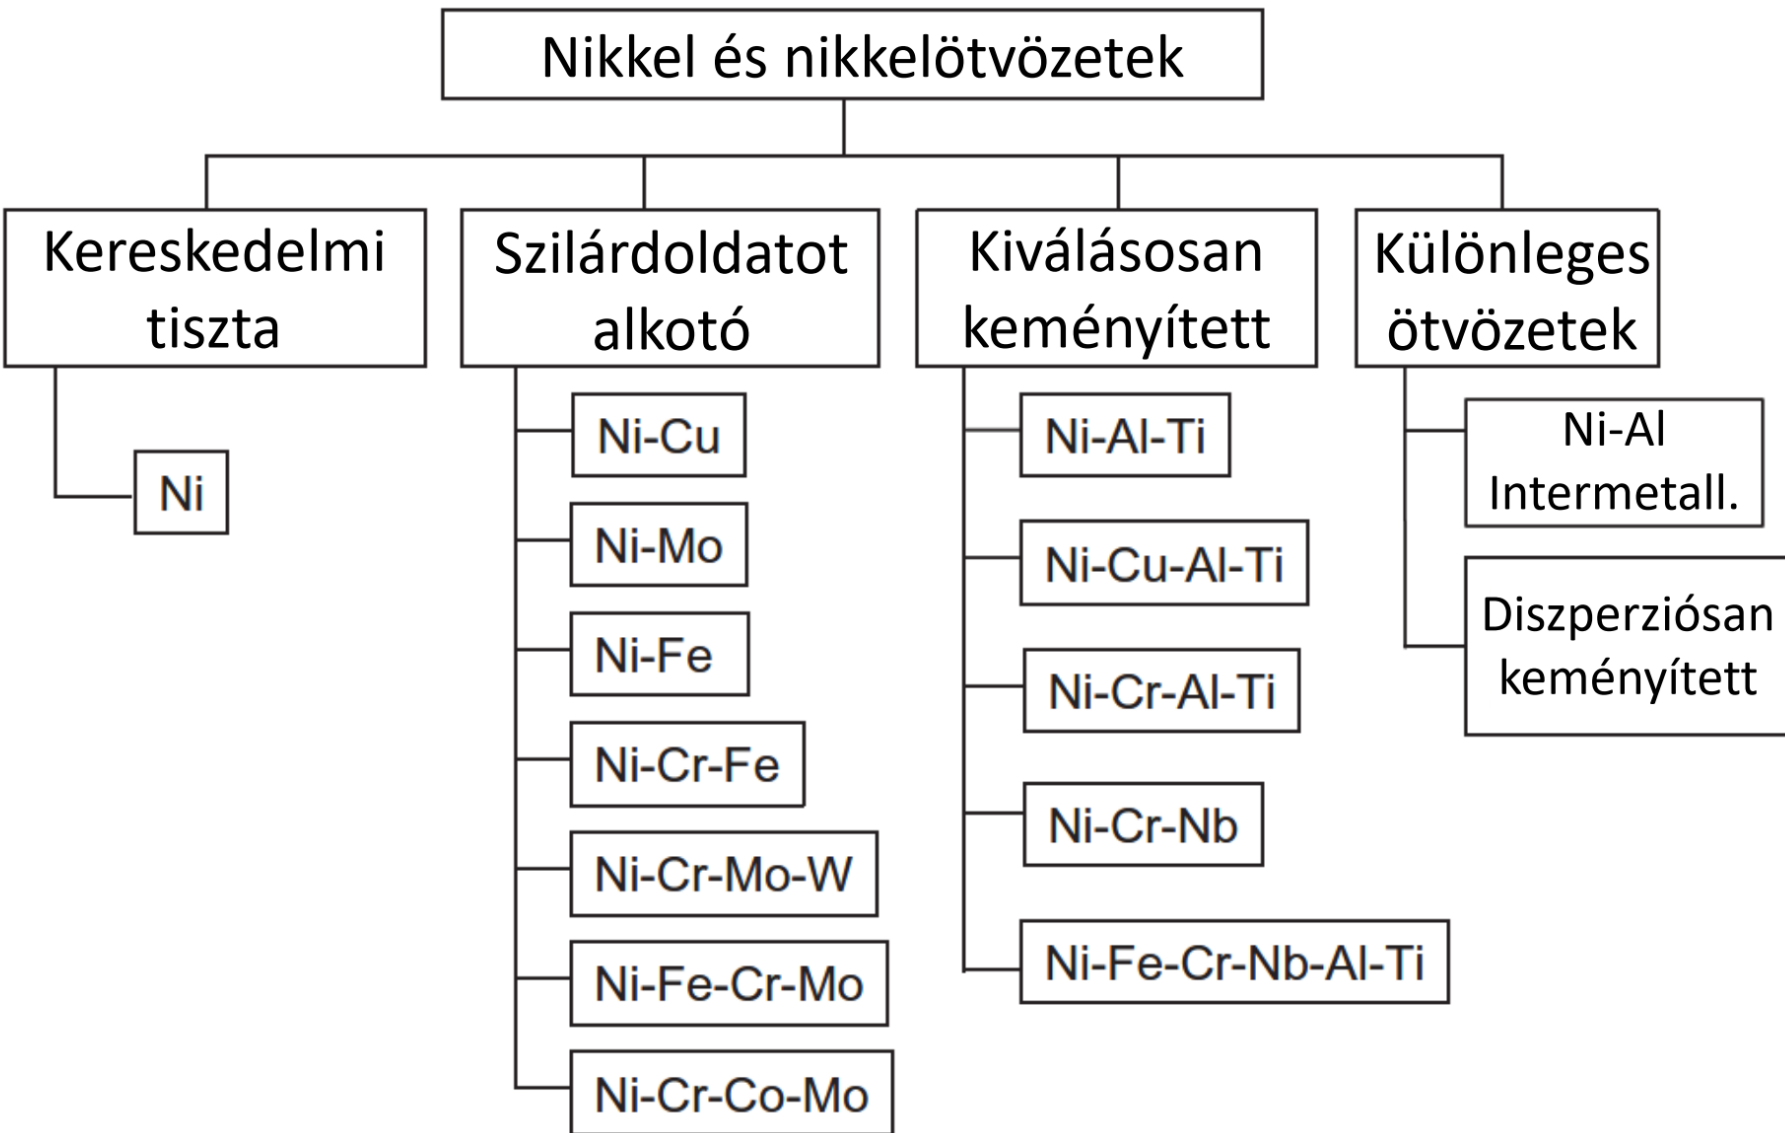 Nikkel és nikkelötvözetek
Kereskedelmi
tiszta
Ni
Szilárdoldatot
alkotó
Ni-Cu
Ni-Mo
Ni-Fe
Ni-Cr-Fe
Ni-Cr-Mo-W
Ni-Fe-Cr-Mo
Ni-Cr-Co-Mo
Kiválásosan
keményített
Ni-Al-Ti
Ni-Cu-Al-Ti
Ni-Cr-Al-Ti
Ni-Cr-Nb
Ni-Fe-Cr-Nb-Al-Ti
Különleges
ötvözetek
Ni-Al
Intermetall.
Diszperziósan
keményített